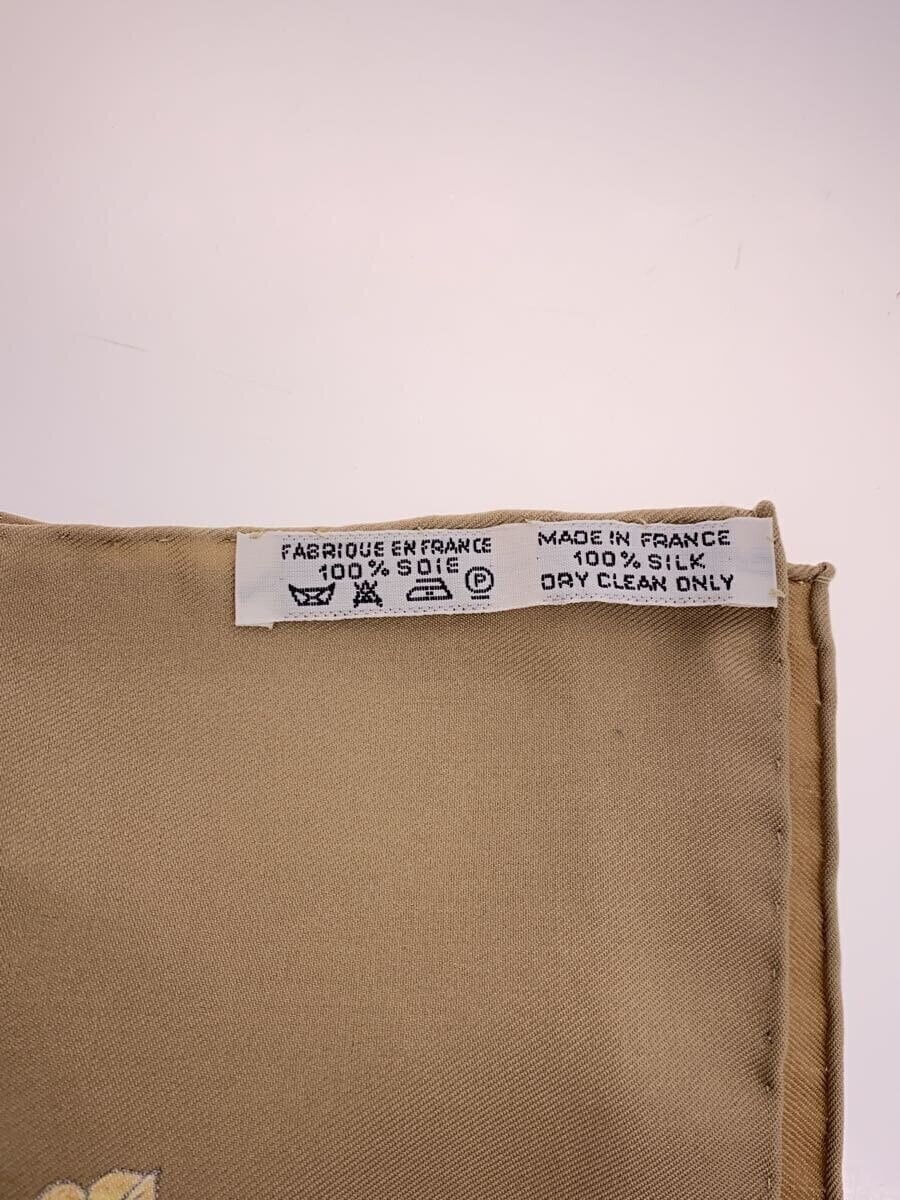 FABRIQUE EN FRANCE
100% SOIE
P
MADE IN FRANCE
100% SILK
DRY CLEAN ONLY